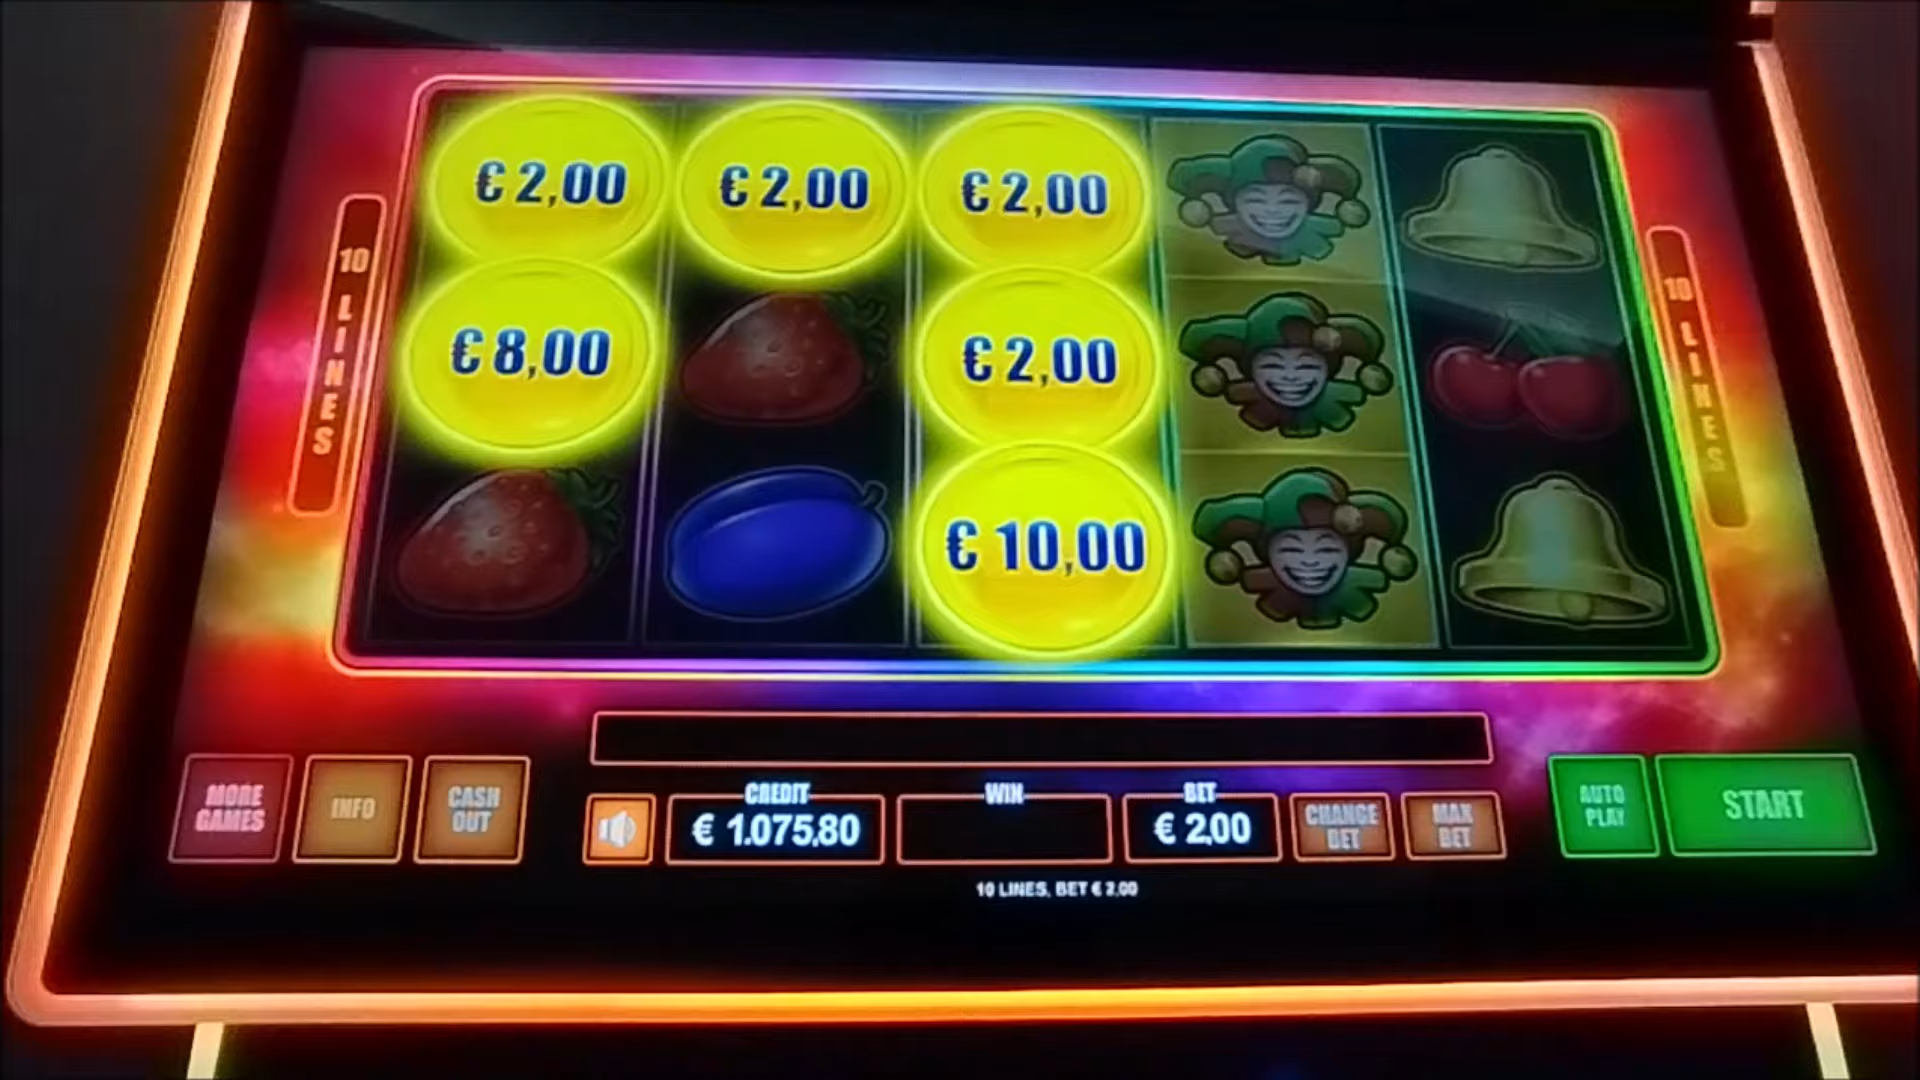 € 2,00 € 2,00 € 2,00
10 LINES
€ 8,00 € 2,00
10 LINES
€ 10,00
MORE GAMES
INFO
CASH OUT
CREDIT
€ 1.075,80
WIN
BET
€ 2,00
CHANGE BET
MAX BET
AUTO PLAY
START
10 LINES, BET € 2,00